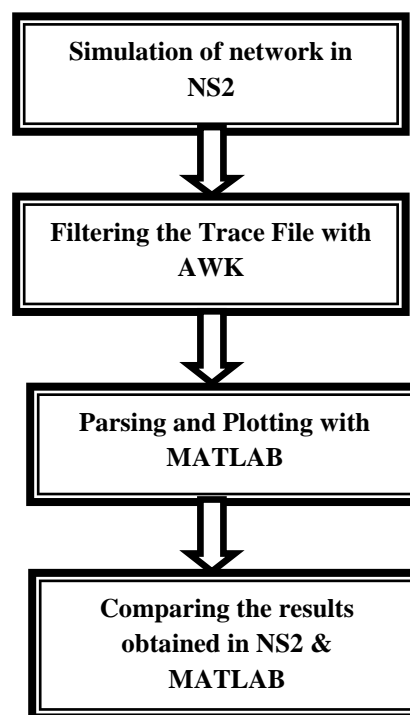 Simulation of network in
NS2
Filtering the Trace File with
AWK
Parsing and Plotting with
MATLAB
Comparing the results
obtained in NS2 &
MATLAB